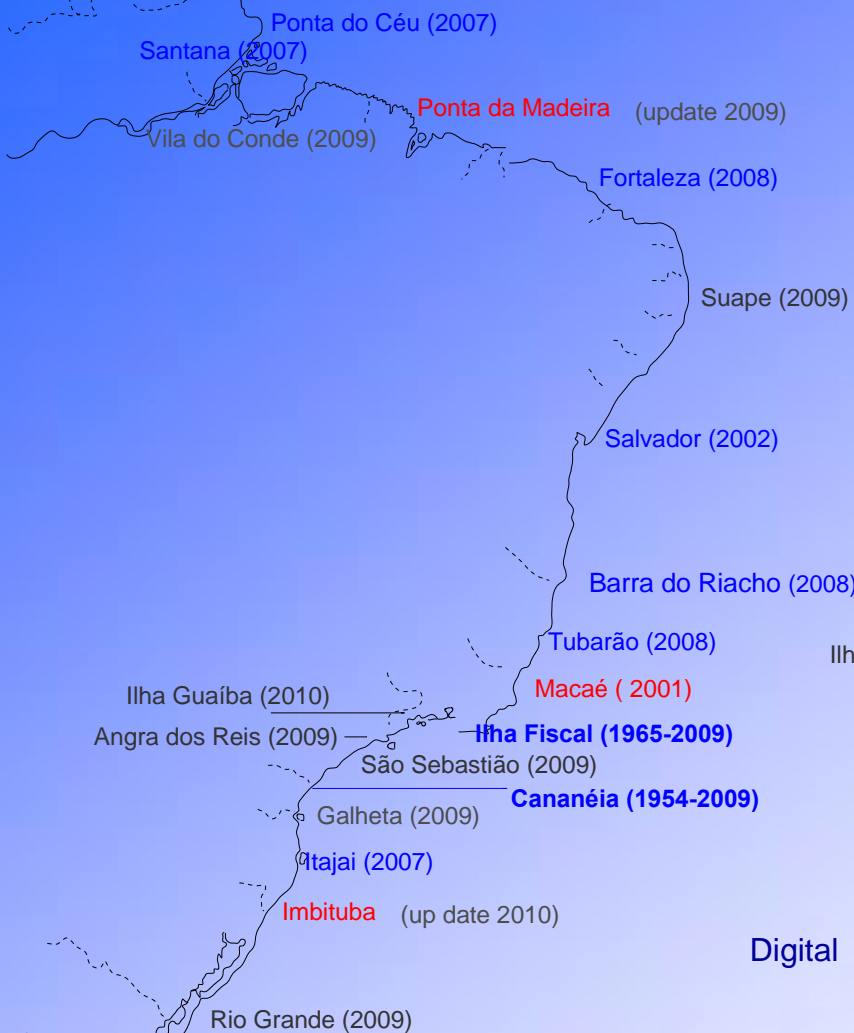 Ponta do Céu (2007)
Santana (2007)
Ponta da Madeira (update 2009)
Vila do Conde (2009)
Fortaleza (2008)
Suape (2009)
Salvador (2002)
Barra do Riacho (2008)
Tubarão (2008)
Ilh
Macaé ( 2001)
Ilha Guaíba (2010)
Ilha Fiscal (1965-2009)
Angra dos Reis (2009)
São Sebastião (2009)
Cananéia (1954-2009)
Galheta (2009)
Itajai (2007)
Imbituba (up date 2010)
Digital
Rio Grande (2009)